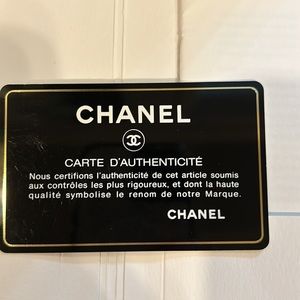 CHANEL
CARTE D'AUTHENTICITÉ
Nous certifions l'authenticité de cet article soumis
aux contrôles les plus rigoureux, et dont la haute
qualité symbolise le renom de notre Marque.
CHANEL